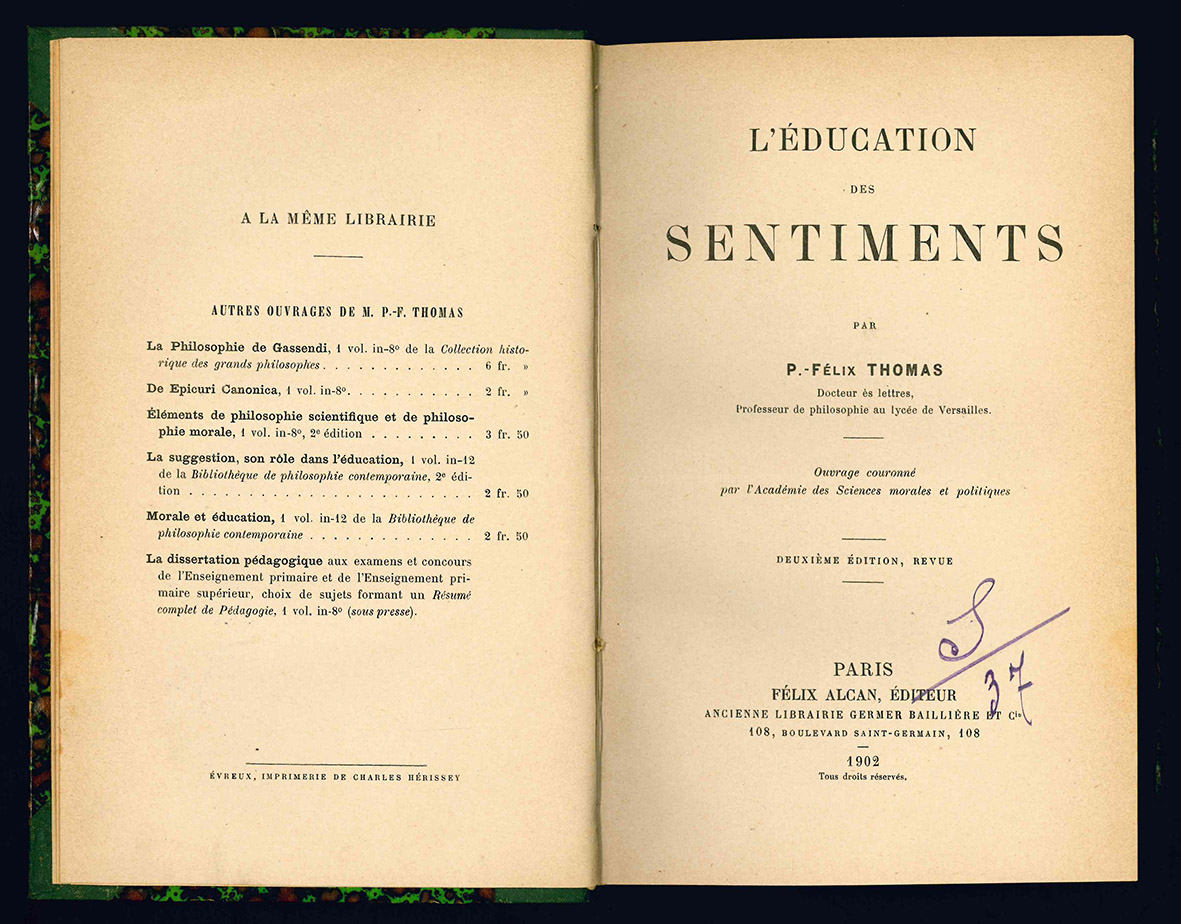 A LA MÊME LIBRAIRIE
AUTRES OUVRAGES DE M. P.-F. THOMAS
La Philosophie de Gassendi, 1 vol. in-8º de la Collection histo-
rique des grands philosophes . . . . . . . . . . . . . 6 fr. »
De Epicuri Canonica, 1 vol. in-8º. . . . . . . . . . . 2 fr. »
Éléments de philosophie scientifique et de philoso-
phie morale, 1 vol. in-8º, 2e édition . . . . . . . . . 3 fr. 50
La suggestion, son rôle dans l'éducation, 1 vol. in-12
de la Bibliothèque de philosophie contemporaine, 2e édi-
tion . . . . . . . . . . . . . . . . . . . . . . . . 2 fr. 50
Morale et éducation, 1 vol. in-12 de la Bibliothèque de
philosophie contemporaine . . . . . . . . . . . . . . 2 fr. 50
La dissertation pédagogique aux examens et concours
de l'Enseignement primaire et de l'Enseignement pri-
maire supérieur, choix de sujets formant un Résumé
complet de Pédagogie, 1 vol. in-8º (sous presse).
ÉVREUX, IMPRIMERIE DE CHARLES HÉRISSEY
L'ÉDUCATION
DES
SENTIMENTS
PAR
P.-FÉLIX THOMAS
Docteur ès lettres,
Professeur de philosophie au lycée de Versailles.
Ouvrage couronné
par l'Académie des Sciences morales et politiques
DEUXIÈME ÉDITION, REVUE
S
37
PARIS
FÉLIX ALCAN, ÉDITEUR
ANCIENNE LIBRAIRIE GERMER BAILLIÈRE ET Cie
108, BOULEVARD SAINT-GERMAIN, 108
1902
Tous droits réservés.